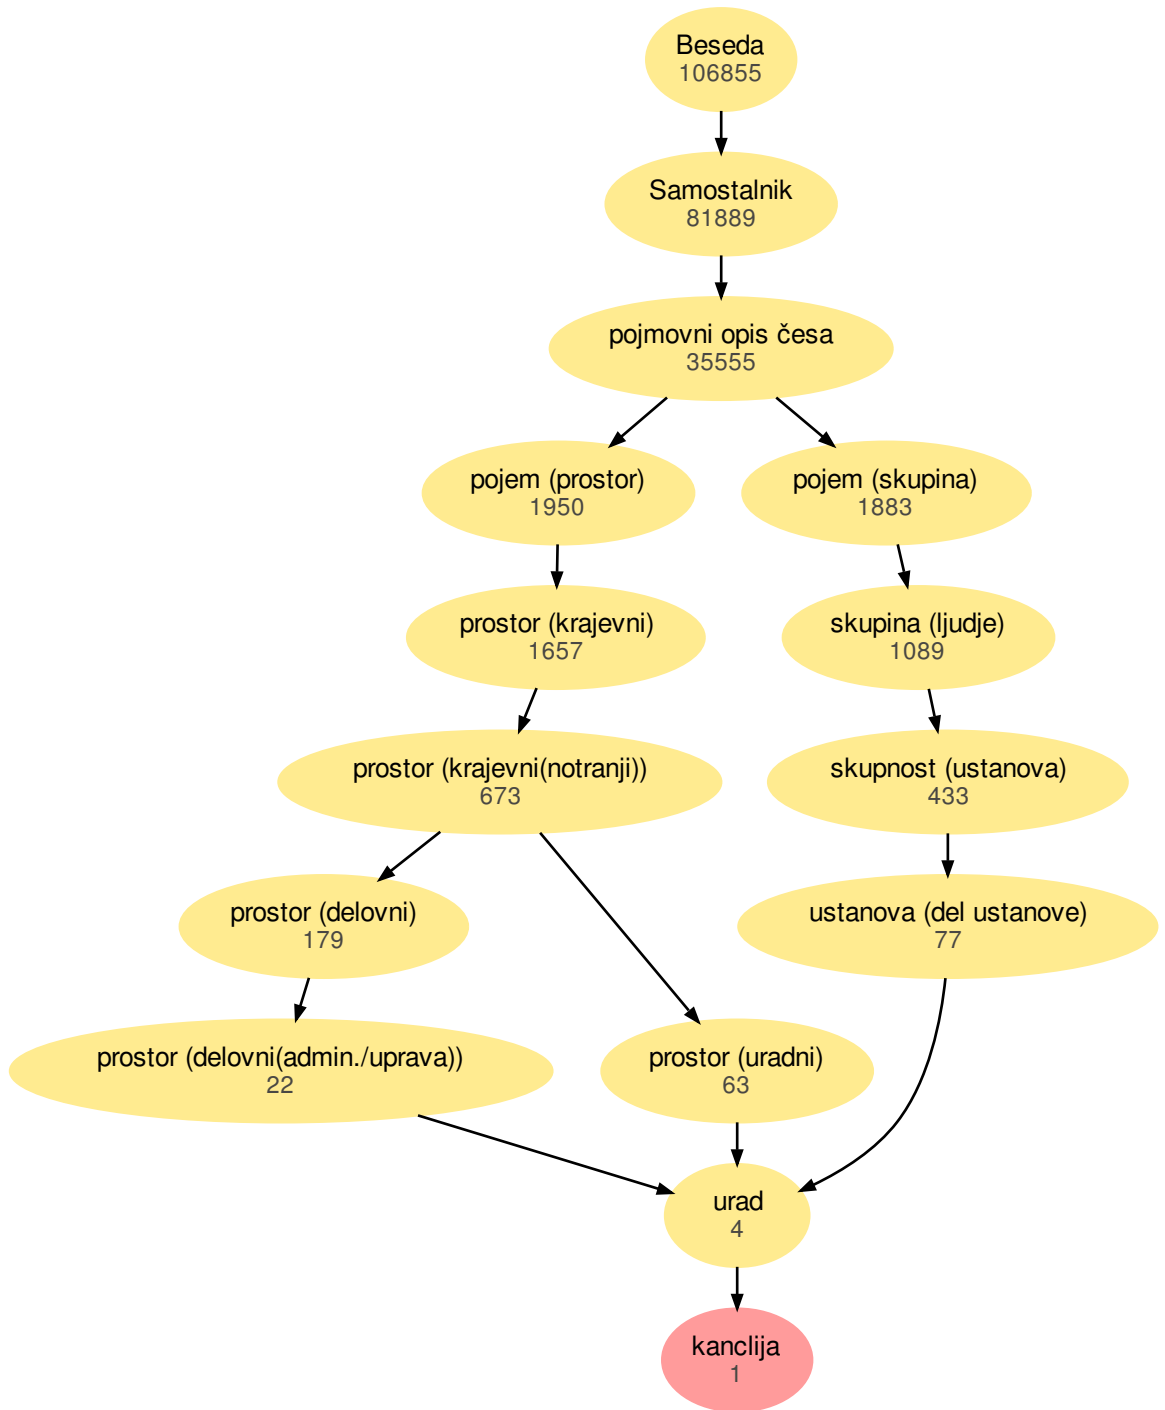 Beseda
106855
Samostalnik
81889
pojmovni opis česa
35555
pojem (prostor)
1950
pojem (skupina)
1883
prostor (krajevni)
1657
skupina (ljudje)
1089
prostor (krajevni(notranji))
673
skupnost (ustanova)
433
prostor (delovni)
179
ustanova (del ustanove)
77
prostor (delovni(admin./uprava))
22
prostor (uradni)
63
urad
4
kanclija
1